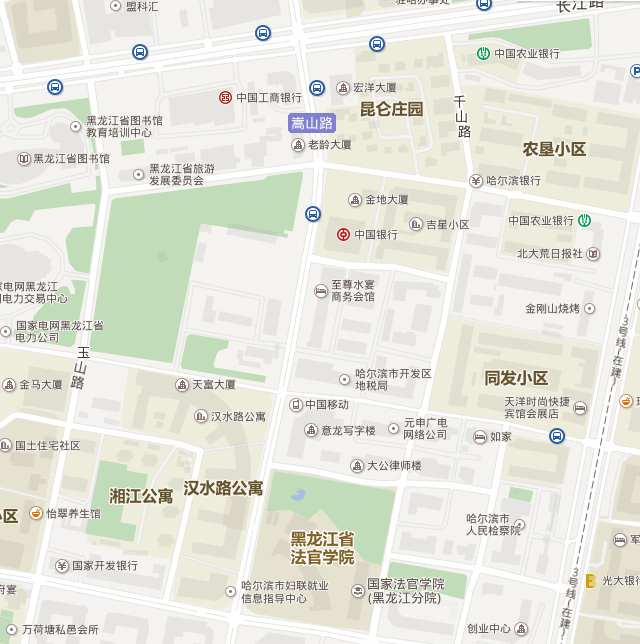 盟科汇
长江路
中国农业银行
宏洋大厦
中国工商银行
昆仑庄园
千山路
嵩山路
黑龙江省图书馆
教育培训中心
老龄大厦
农垦小区
黑龙江省图书馆
黑龙江省旅游
发展委员会
哈尔滨银行
金地大厦
吉星小区
中国农业银行
中国银行
北大荒日报社
家电网黑龙江
电力交易中心
至尊水宴
商务会馆
金刚山烧烤
国家电网黑龙江省
电力公司
3号线(在建)
玉山路
金马大厦
天富大厦
哈尔滨市开发区
地税局
同发小区
中国移动
天洋时尚快捷
宾馆会展店
汉水路公寓
意龙写字楼
元申广电
网络公司
如家
国土住宅社区
大公律师楼
湘江公寓
汉水路公寓
怡翠养生馆
小区
哈尔滨市
人民检察院
黑龙江省
法官学院
军
国家开发银行
国家法官学院
(黑龙江分院)
光大银行
3号线(在建)
府宴
哈尔滨市妇联就业
信息指导中心
万荷塘私邑会所
创业中心